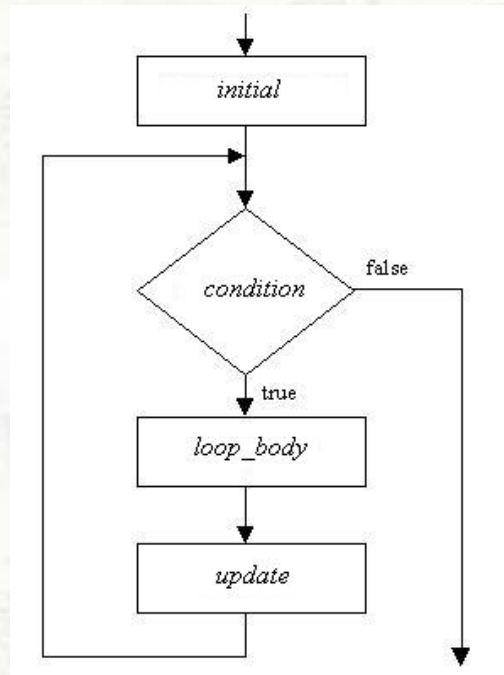 initial
condition
false
true
loop_body
update